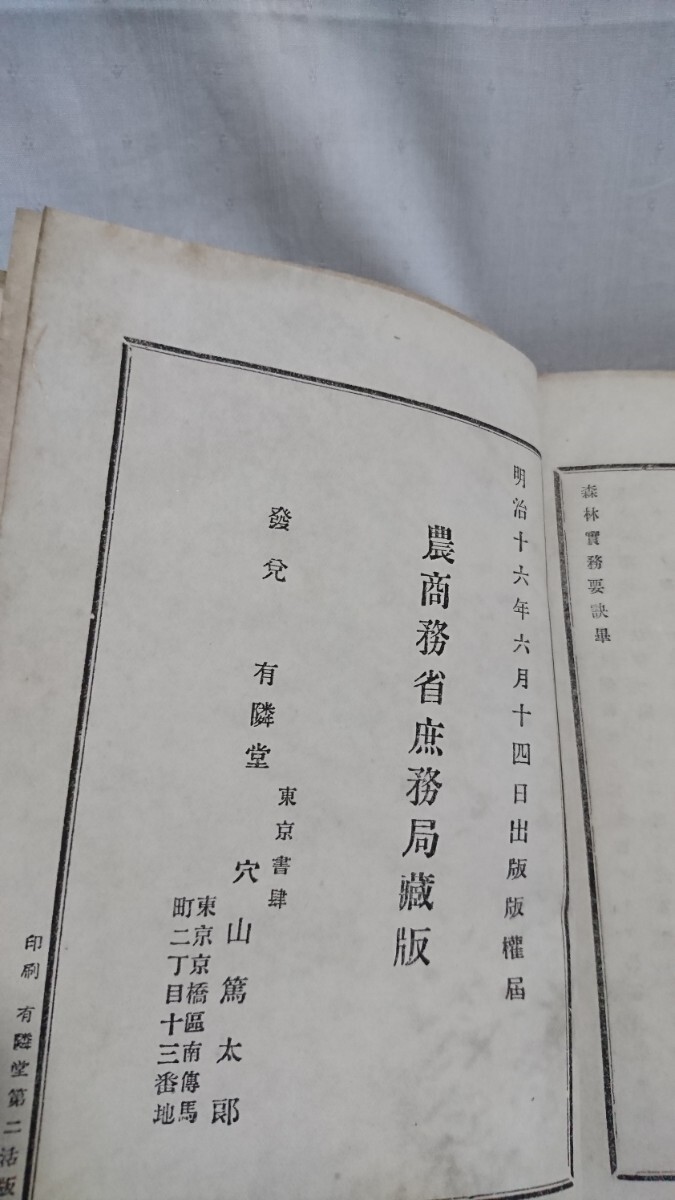 森林實務要訣畢
明治十六年六月十四日出版版權屆
農商務省庶務局藏版
發兌
東京書肆
有隣堂
穴山篤太郎
東京京橋區南傳馬
町二丁目十三番地
印刷 有隣堂第二活版